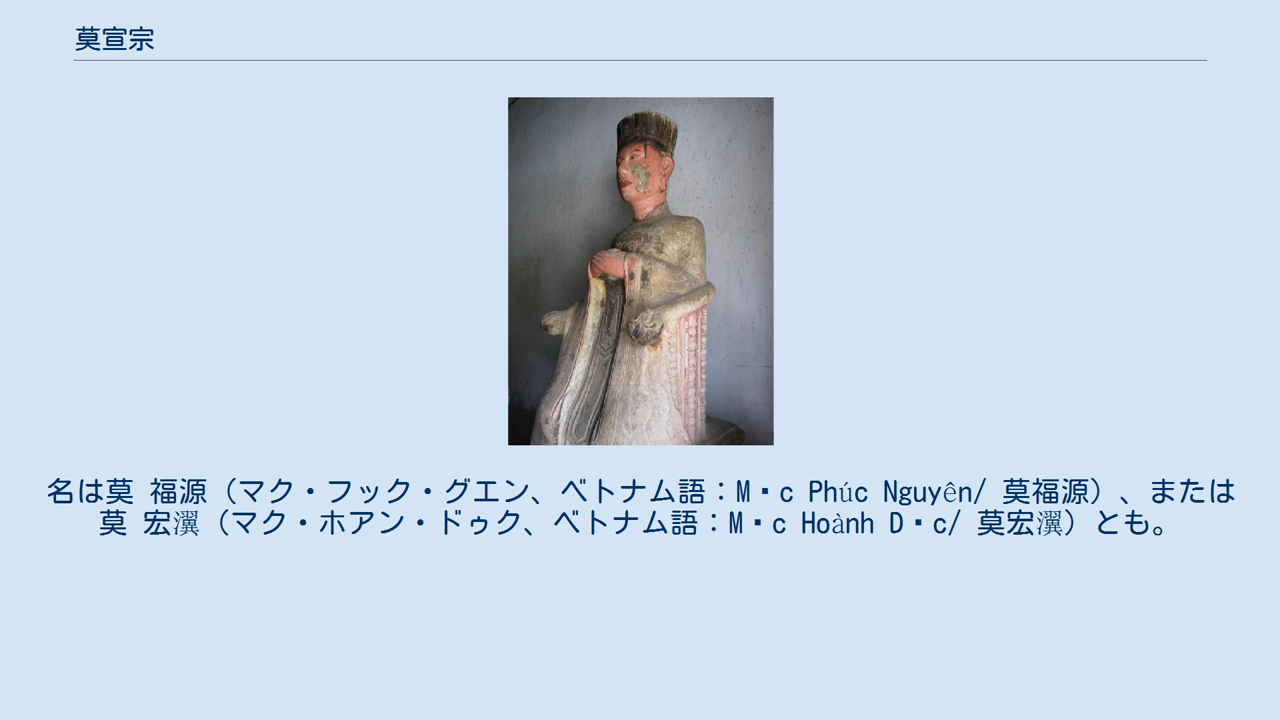 莫宣宗
名は莫 福源（マク・フック・グエン、ベトナム語：M▪c Phúc Nguyên/ 莫福源）、または
莫 宏瀷（マク・ホアン・ドゥク、ベトナム語：M▪c Hoành D▪c/ 莫宏瀷）とも。